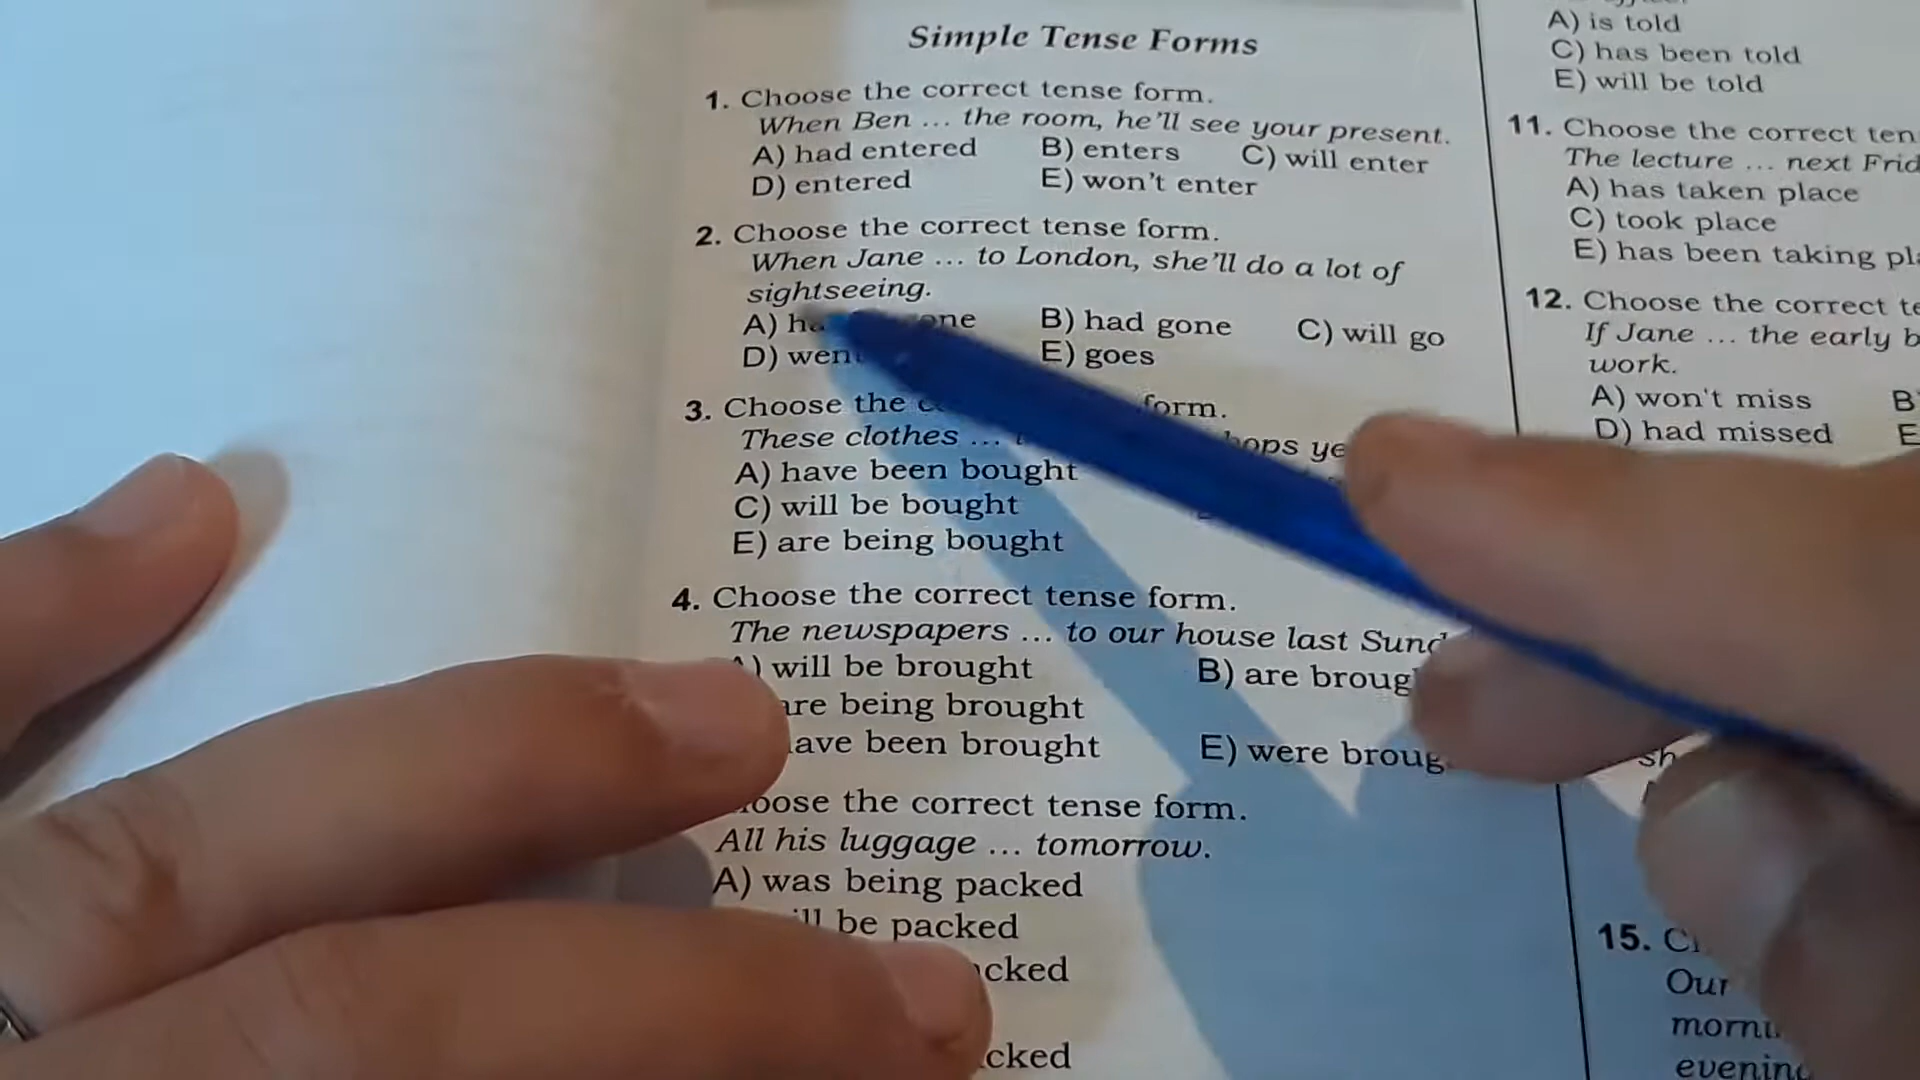 Simple Tense Forms
1. Choose the correct tense form.
When Ben ... the room, he'll see your present.
A) had entered B) enters C) will enter
D) entered E) won't enter
2. Choose the correct tense form.
When Jane ... to London, she'll do a lot of
sightseeing.
A) B) had gone C) will go
D) went E) goes
3. Choose the form.
These clothes ...
A) have been bought
C) will be bought
E) are being bought
4. Choose the correct tense form.
The newspapers ... to our house last
will be brought B) are
being brought
been brought E) were
the correct tense form.
All his luggage ... tomorrow.
A) was being packed
be packed
A) is told
C) has been told
E) will be told
11. Choose the correct
The lecture ... next
A) has taken place
C) took place
E) has been taking
12. Choose the correct
If Jane ... the early
work.
A) won't miss B
D) had missed E
15.
Our